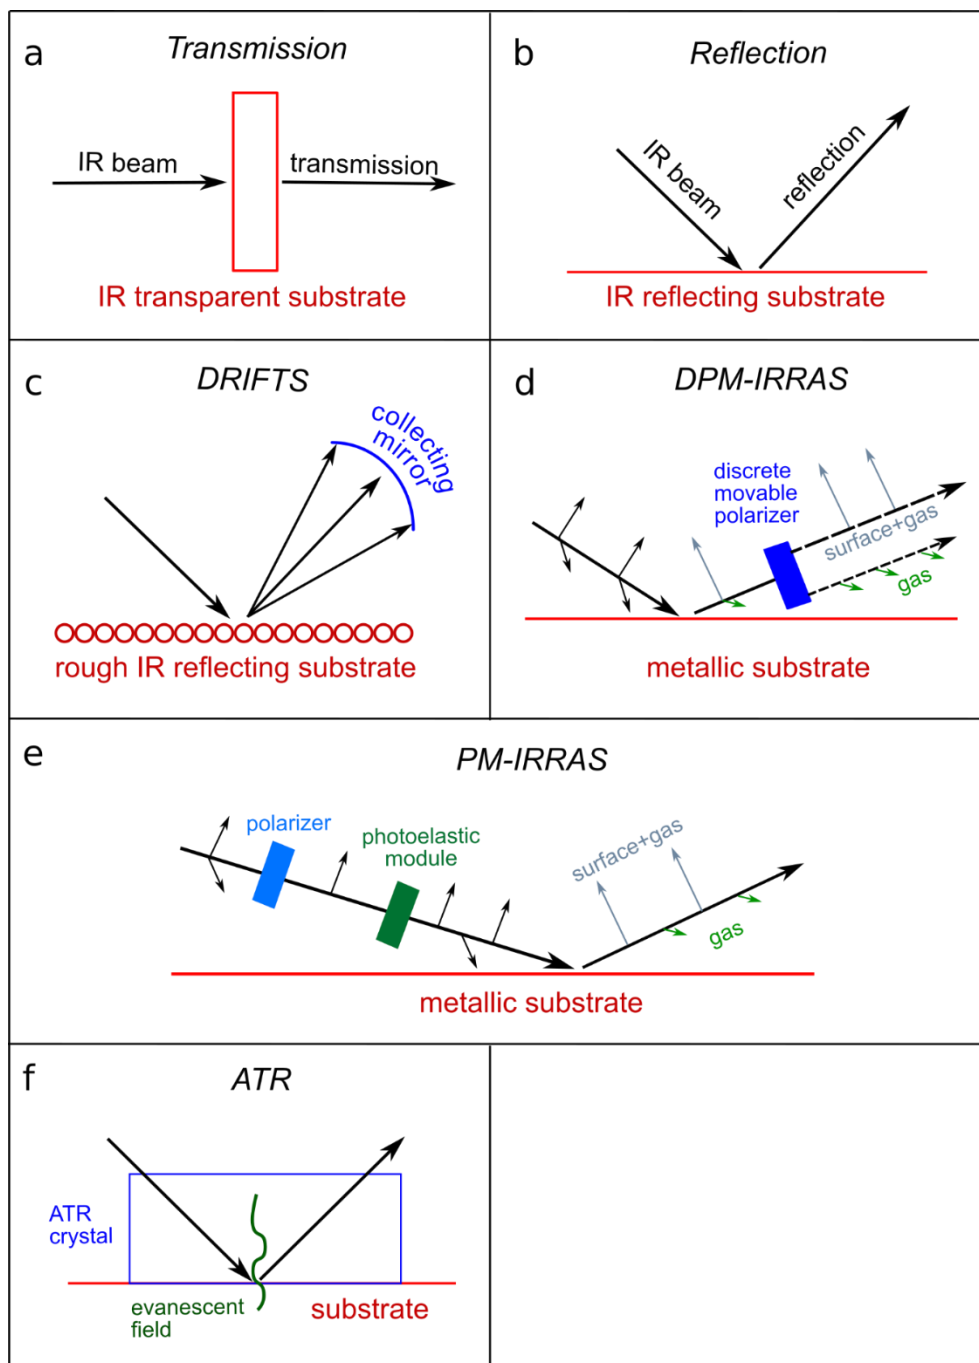 a
Transmission
IR beam
transmission
IR transparent substrate
b
Reflection
IR beam
reflection
IR reflecting substrate
c
DRIFTS
collecting
mirror
rough IR reflecting substrate
d
DPM-IRRAS
discrete
movable
polarizer
surface+gas
gas
metallic substrate
e
PM-IRRAS
polarizer
photoelastic
module
surface+gas
gas
metallic substrate
f
ATR
ATR
crystal
evanescent
field
substrate